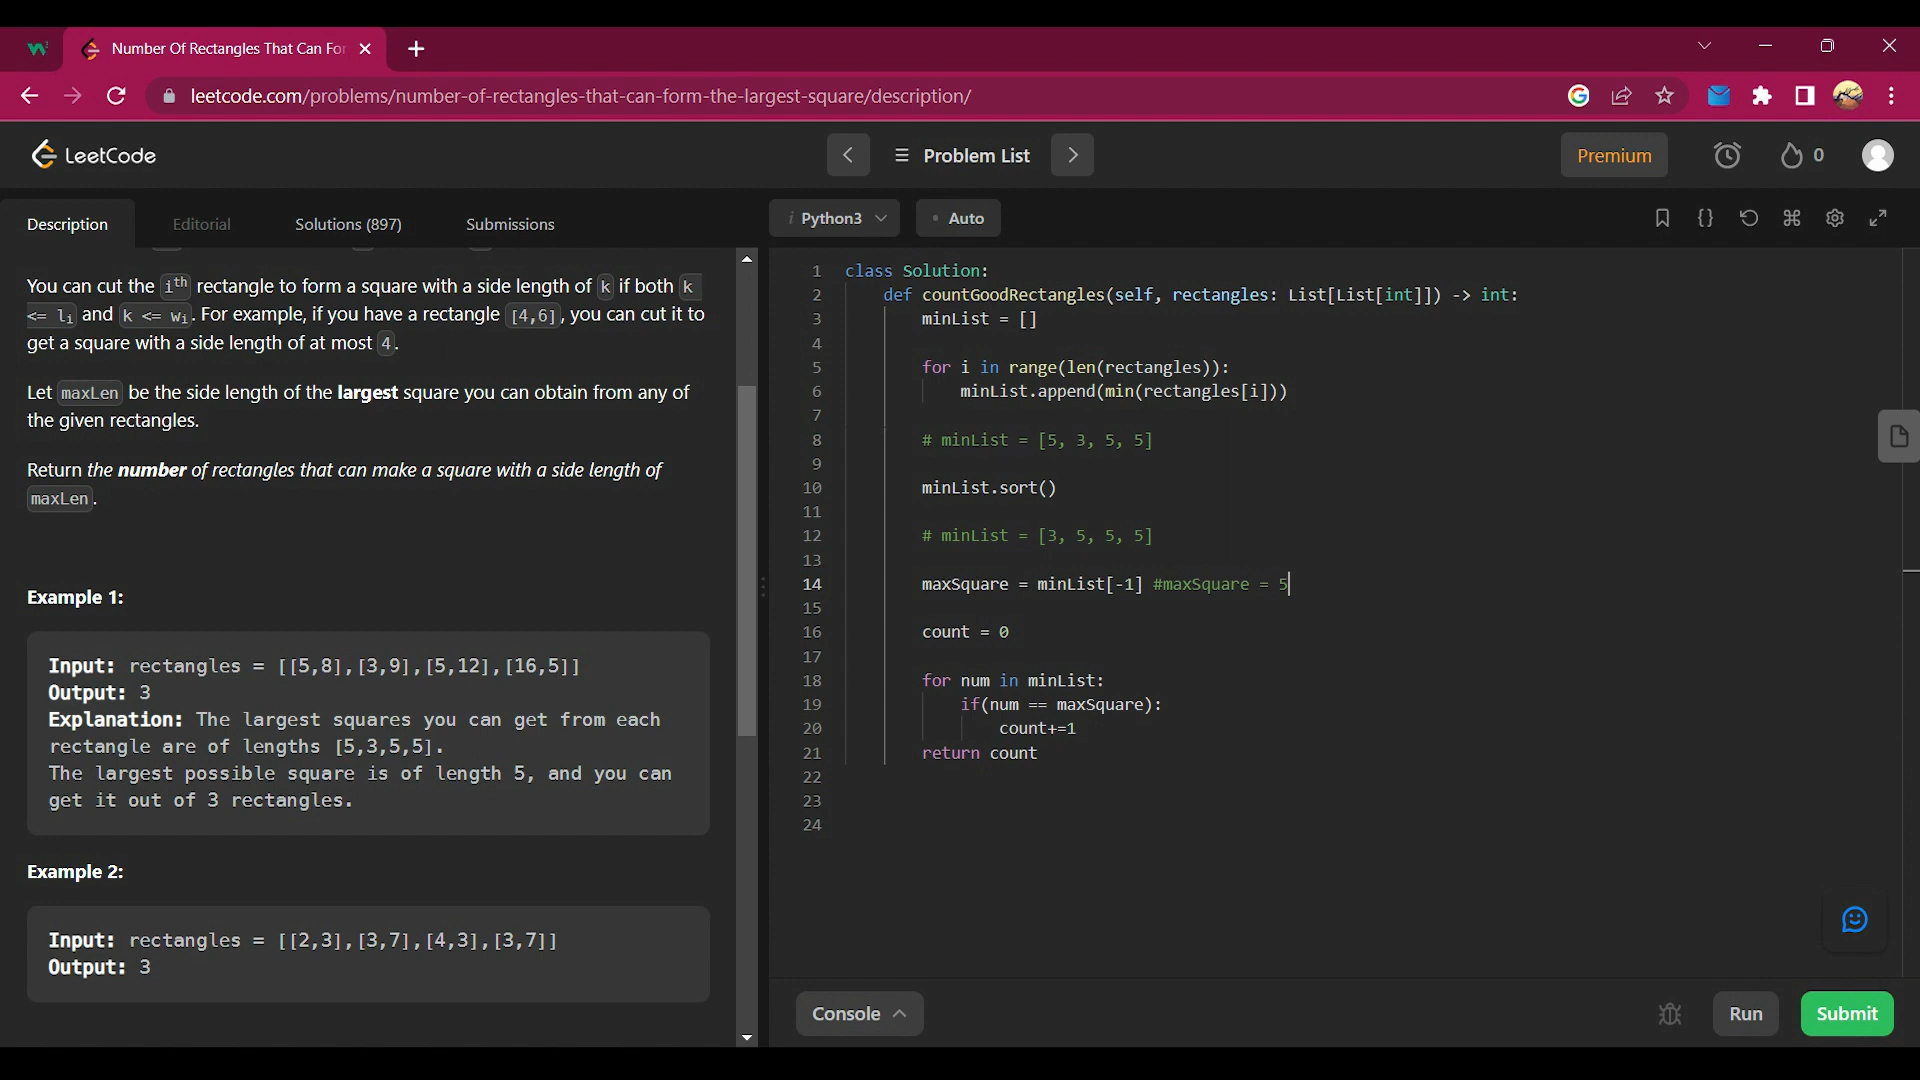 Number Of Rectangles That Can For
leetcode.com/problems/number-of-rectangles-that-can-form-the-largest-square/description/
LeetCode
Problem List
Premium
0
Description
Editorial
Solutions (897)
Submissions
i Python3
• Auto
You can cut the ith rectangle to form a square with a side length of k if both k
<= li and k <= wi. For example, if you have a rectangle [4,6], you can cut it to
get a square with a side length of at most 4.
Let maxLen be the side length of the largest square you can obtain from any of
the given rectangles.
Return the number of rectangles that can make a square with a side length of
maxLen.
Example 1:
Input: rectangles = [[5,8],[3,9],[5,12],[16,5]]
Output: 3
Explanation: The largest squares you can get from each
rectangle are of lengths [5,3,5,5].
The largest possible square is of length 5, and you can
get it out of 3 rectangles.
Example 2:
Input: rectangles = [[2,3],[3,7],[4,3],[3,7]]
Output: 3
1 class Solution:
2 def countGoodRectangles(self, rectangles: List[List[int]]) -> int:
3 minList = []
4
5 for i in range(len(rectangles)):
6 minList.append(min(rectangles[i]))
7
8 # minList = [5, 3, 5, 5]
9
10 minList.sort()
11
12 # minList = [3, 5, 5, 5]
13
14 maxSquare = minList[-1] #maxSquare = 5
15
16 count = 0
17
18 for num in minList:
19 if(num == maxSquare):
20 count+=1
21 return count
22
23
24
Console
Run
Submit